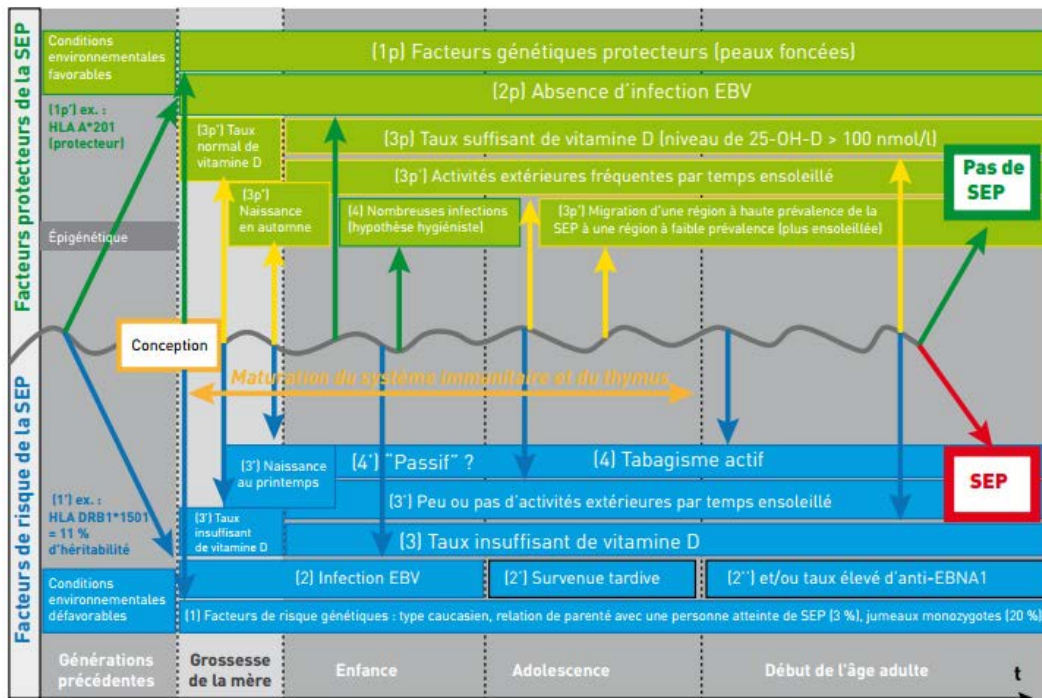 Facteurs protecteurs de la SEP
Conditions
environnementales
favorables
(1p) Facteurs génétiques protecteurs (peaux foncées)
(2p) Absence d'infection EBV
(1p') ex. :
HLA A*201
(protecteur)
(3p') Taux
normal de
vitamine D
(3p) Taux suffisant de vitamine D (niveau de 25-OH-D > 100 nmol/l)
(3p') Activités extérieures fréquentes par temps ensoleillé
(3p')
Naissance
en automne
(4) Nombreuses infections
(hypothèse hygiéniste)
(3p') Migration d'une région à haute prévalence de la
SEP à une région à faible prévalence (plus ensoleillée)
Pas de
SEP
Épigénétique
Conception
Maturation du système immunitaire et du thymus
Facteurs de risque de la SEP
(3') Naissance
au printemps
(4') "Passif" ?
(4) Tabagisme actif
SEP
(1') ex. :
HLA DRB1*1501
= 11 %
d'héritabilité
(3') Taux
insuffisant
de vitamine D
(3') Peu ou pas d'activités extérieures par temps ensoleillé
(3) Taux insuffisant de vitamine D
Conditions
environnementales
défavorables
(2) Infection EBV
(2') Survenue tardive
(2'') et/ou taux élevé d'anti-EBNA1
(1) Facteurs de risque génétiques : type caucasien, relation de parenté avec une personne atteinte de SEP (3 %), jumeaux monozygotes (20 %)
Générations
précédentes
Grossesse
de la mère
Enfance
Adolescence
Début de l'âge adulte
t